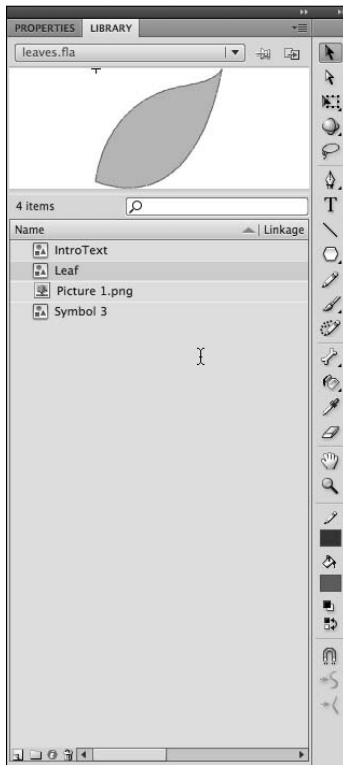 PROPERTIES LIBRARY
leaves.fla
4 items
Name Linkage
IntroText
Leaf
Picture 1.png
Symbol 3